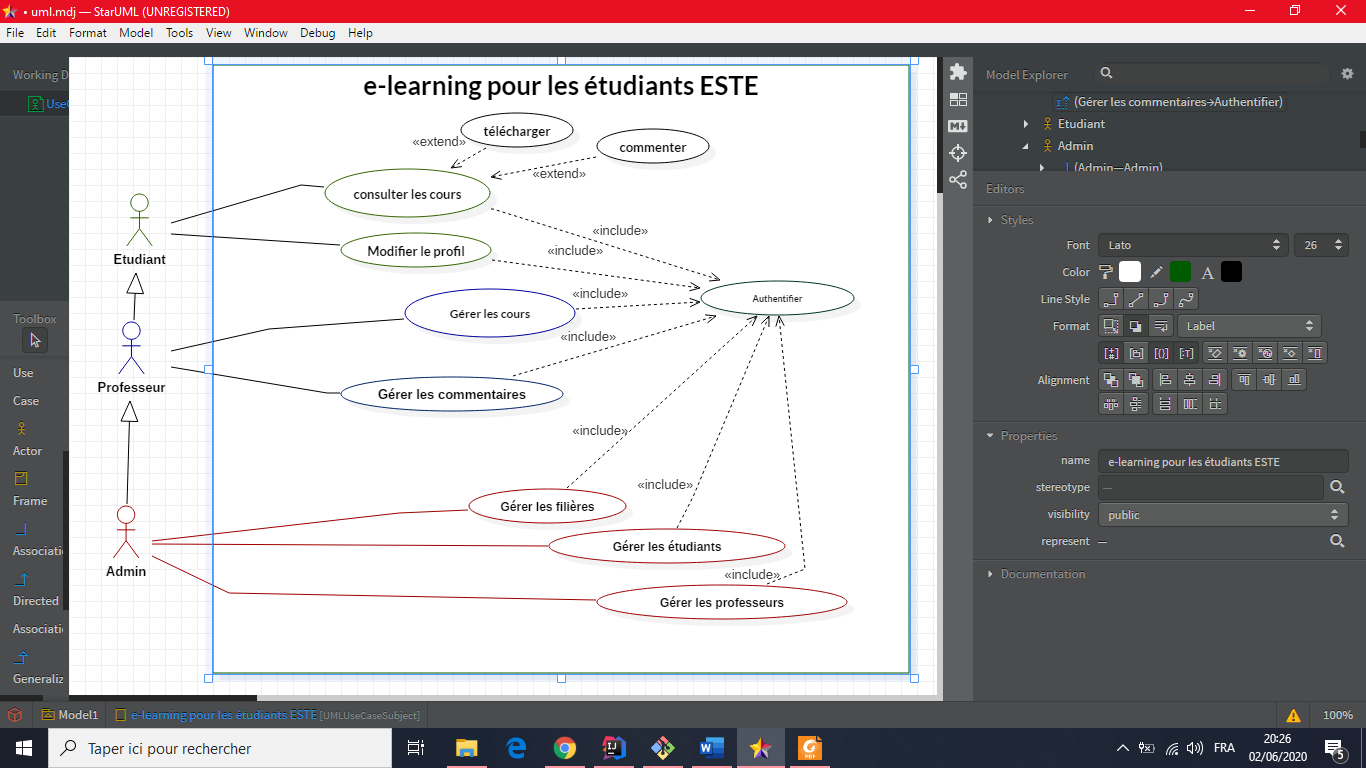 • uml.mdj — StarUML (UNREGISTERED)
File Edit Format Model Tools View Window Debug Help
Working D
Use
Toolbox
Use
Case
Actor
Frame
Associati
Directed
Associati
Generaliz
e-learning pour les étudiants ESTE
télécharger
«extend»
commenter
«extend»
consulter les cours
«include»
Modifier le profil
«include»
Etudiant
«include»
Authentifier
Gérer les cours
«include»
Professeur
Gérer les commentaires
«include»
«include»
Gérer les filières
Gérer les étudiants
Admin
«include»
Gérer les professeurs
Model Explorer
(Gérer les commentaires→Authentifier)
Etudiant
Admin
(Admin—Admin)
Editors
Styles
Font Lato 26
Color A
Line Style
Format Label
Alignment
Properties
name e-learning pour les étudiants ESTE
stereotype —
visibility public
represent —
Documentation
Model1 e-learning pour les étudiants ESTE [UMLUseCaseSubject] 100%
Taper ici pour rechercher
FRA
20:26
02/06/2020
5